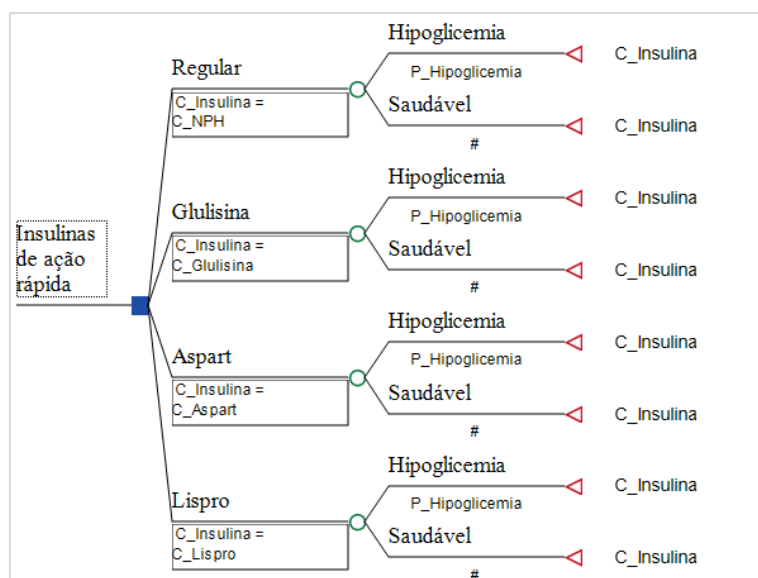 Hipoglicemia
C_Insulina
P_Hipoglicemia
Regular
C_Insulina =
C_NPH
Saudável
C_Insulina
#
Hipoglicemia
C_Insulina
P_Hipoglicemia
Glulisina
C_Insulina =
C_Glulisina
Saudável
C_Insulina
#
Insulinas
de ação
rápida
Hipoglicemia
C_Insulina
P_Hipoglicemia
Aspart
C_Insulina =
C_Aspart
Saudável
C_Insulina
#
Hipoglicemia
C_Insulina
P_Hipoglicemia
Lispro
C_Insulina =
C_Lispro
Saudável
C_Insulina
#